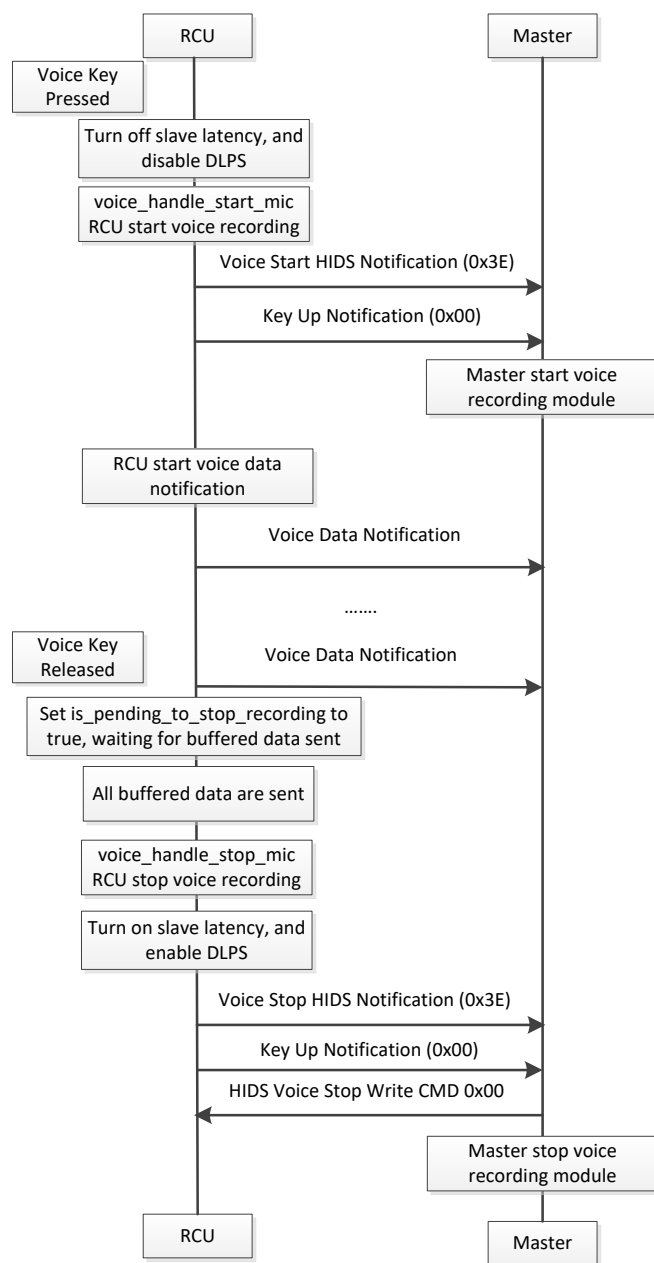 RCU
Master
Voice Key
Pressed
Turn off slave latency, and
disable DLPS
voice_handle_start_mic
RCU start voice recording
Voice Start HIDS Notification (0x3E)
Key Up Notification (0x00)
Master start voice
recording module
RCU start voice data
notification
Voice Data Notification
.......
Voice Key
Released
Voice Data Notification
Set is_pending_to_stop_recording to
true, waiting for buffered data sent
All buffered data are sent
voice_handle_stop_mic
RCU stop voice recording
Turn on slave latency, and
enable DLPS
Voice Stop HIDS Notification (0x3E)
Key Up Notification (0x00)
HIDS Voice Stop Write CMD 0x00
Master stop voice
recording module
RCU
Master